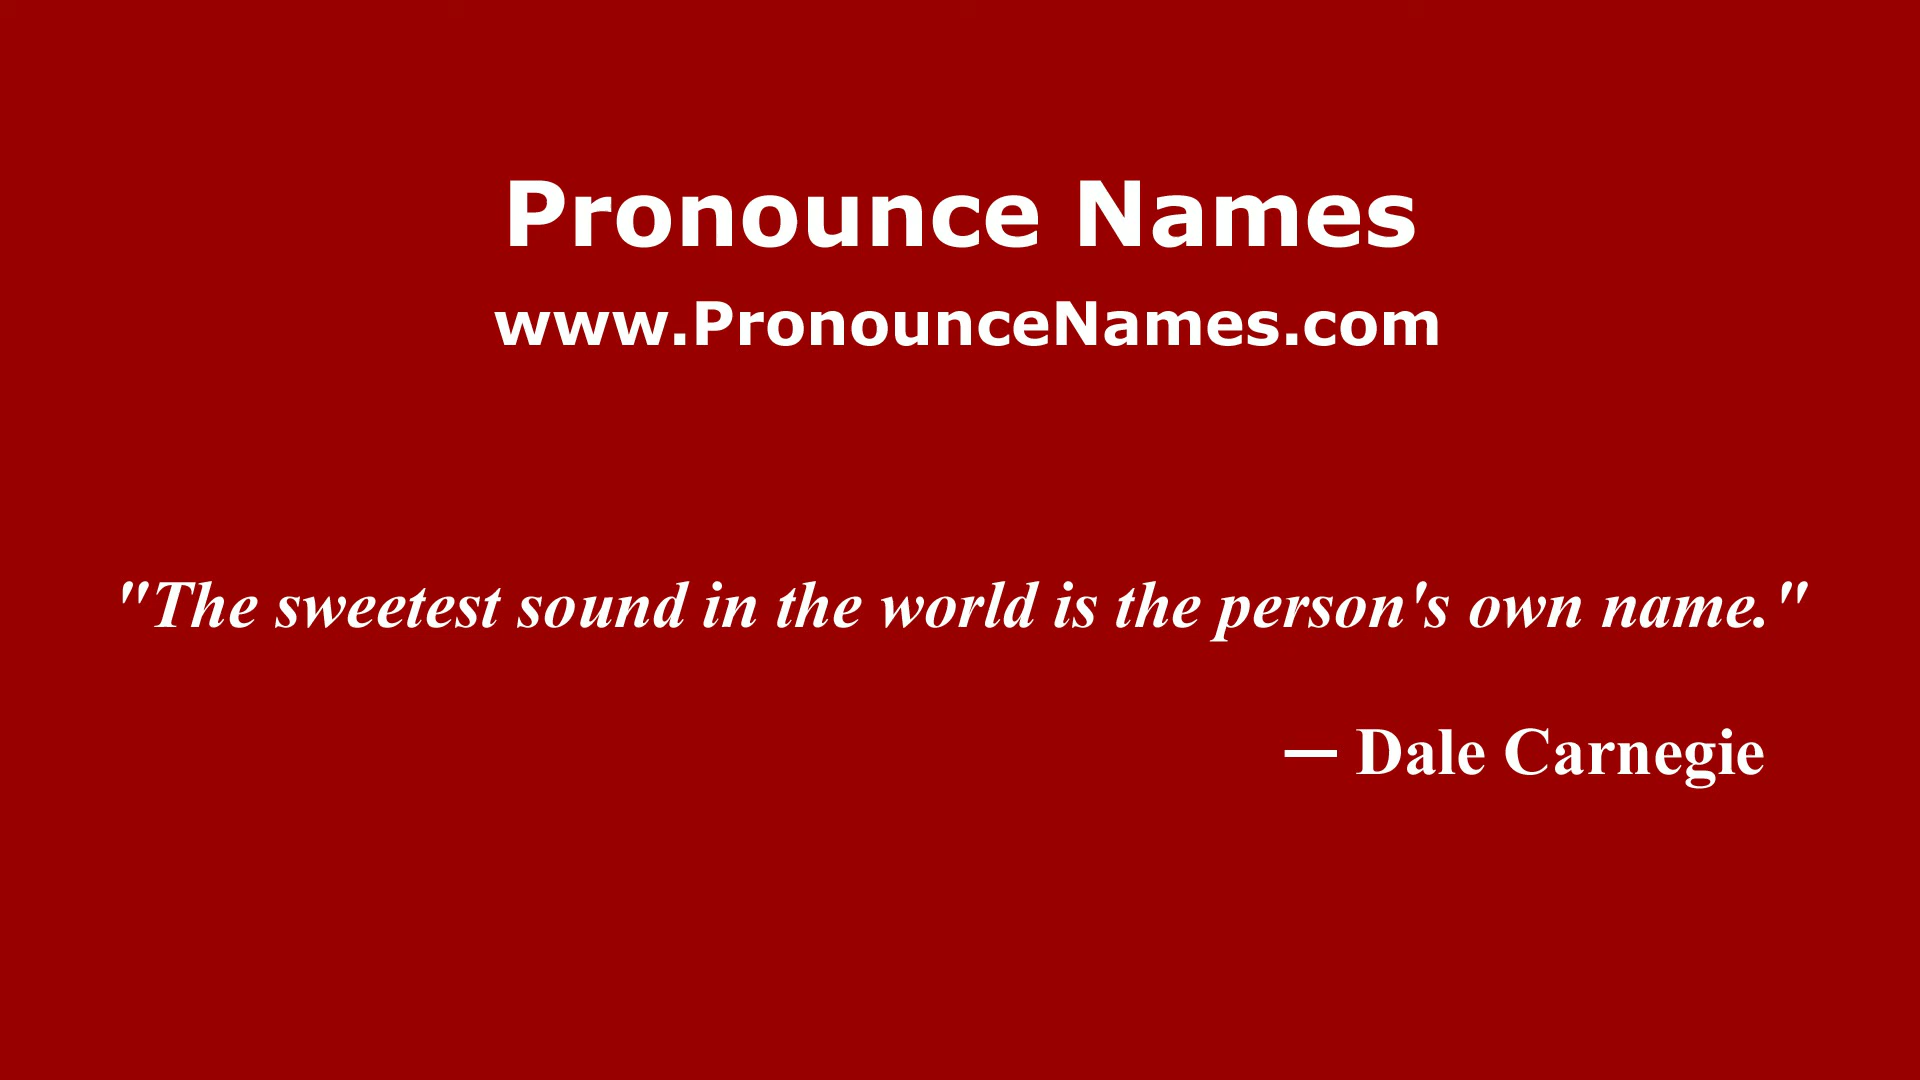 Pronounce Names
www.PronounceNames.com
"The sweetest sound in the world is the person's own name."
— Dale Carnegie